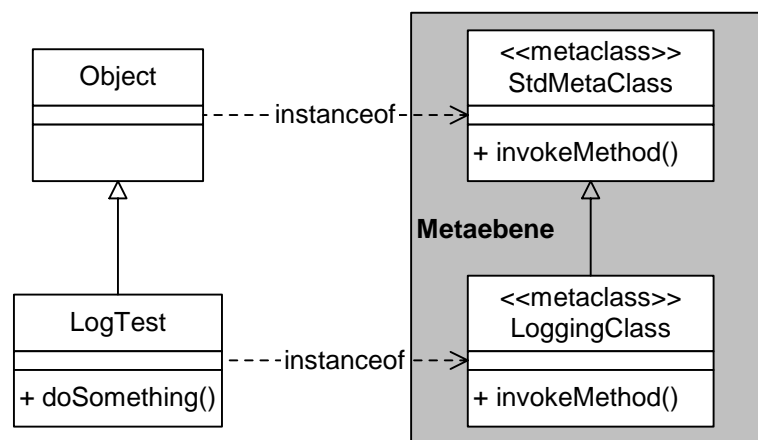 <<metaclass>>
StdMetaClass
Object
instanceof
+ invokeMethod()
Metaebene
<<metaclass>>
LoggingClass
LogTest
instanceof
+ doSomething()
+ invokeMethod()